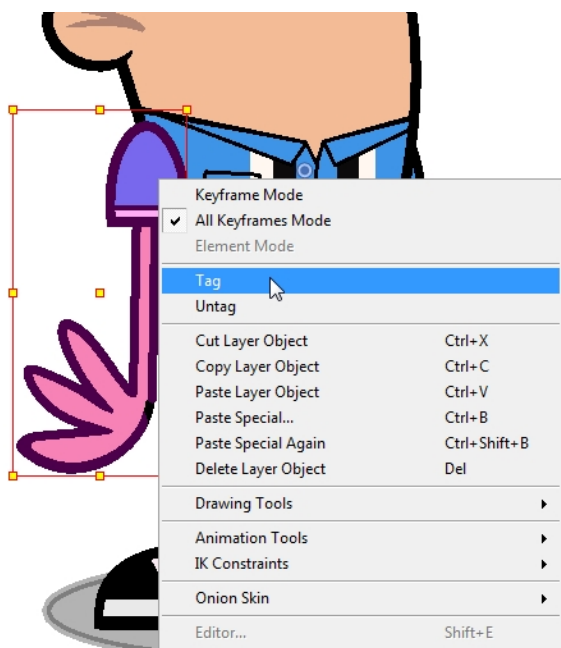 Keyframe Mode
All Keyframes Mode
Element Mode
Tag
Untag
Cut Layer Object Ctrl+X
Copy Layer Object Ctrl+C
Paste Layer Object Ctrl+V
Paste Special... Ctrl+B
Paste Special Again Ctrl+Shift+B
Delete Layer Object Del
Drawing Tools
Animation Tools
IK Constraints
Onion Skin
Editor... Shift+E